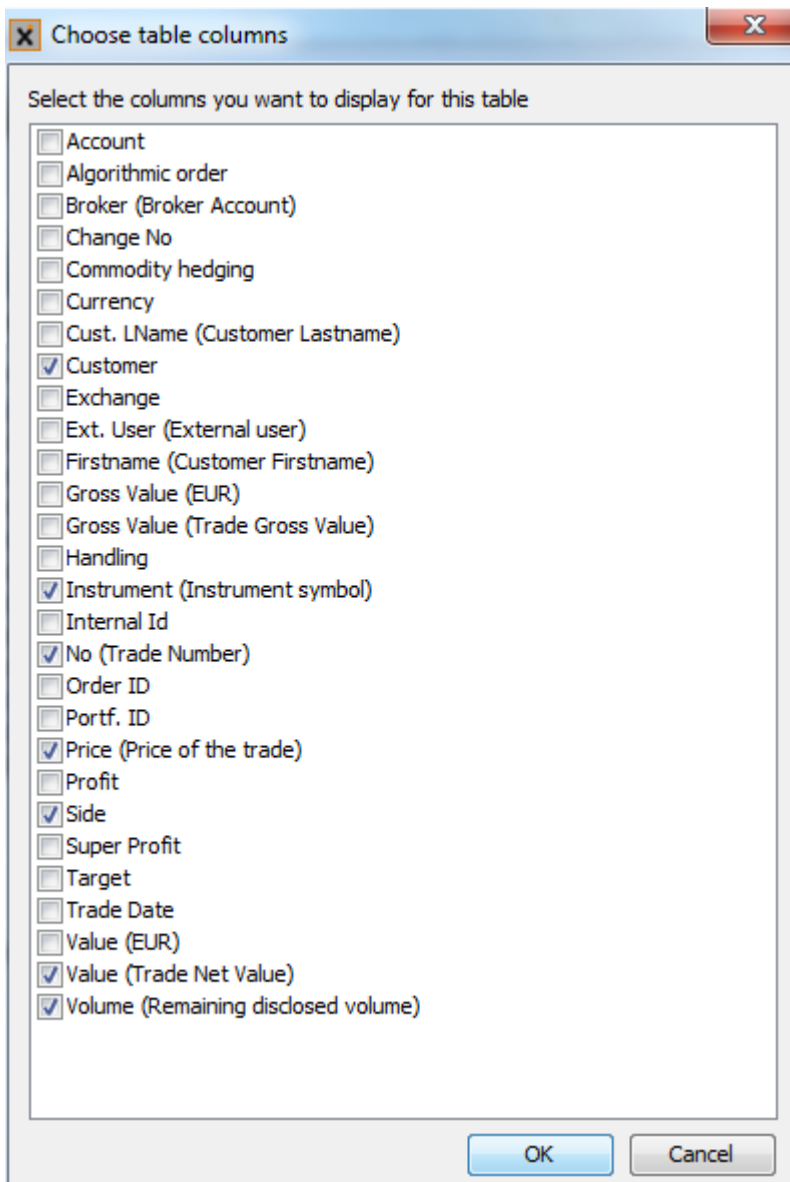 Choose table columns
Select the columns you want to display for this table
Account
Algorithmic order
Broker (Broker Account)
Change No
Commodity hedging
Currency
Cust. LName (Customer Lastname)
Customer
Exchange
Ext. User (External user)
Firstname (Customer Firstname)
Gross Value (EUR)
Gross Value (Trade Gross Value)
Handling
Instrument (Instrument symbol)
Internal Id
No (Trade Number)
Order ID
Portf. ID
Price (Price of the trade)
Profit
Side
Super Profit
Target
Trade Date
Value (EUR)
Value (Trade Net Value)
Volume (Remaining disclosed volume)
OK Cancel